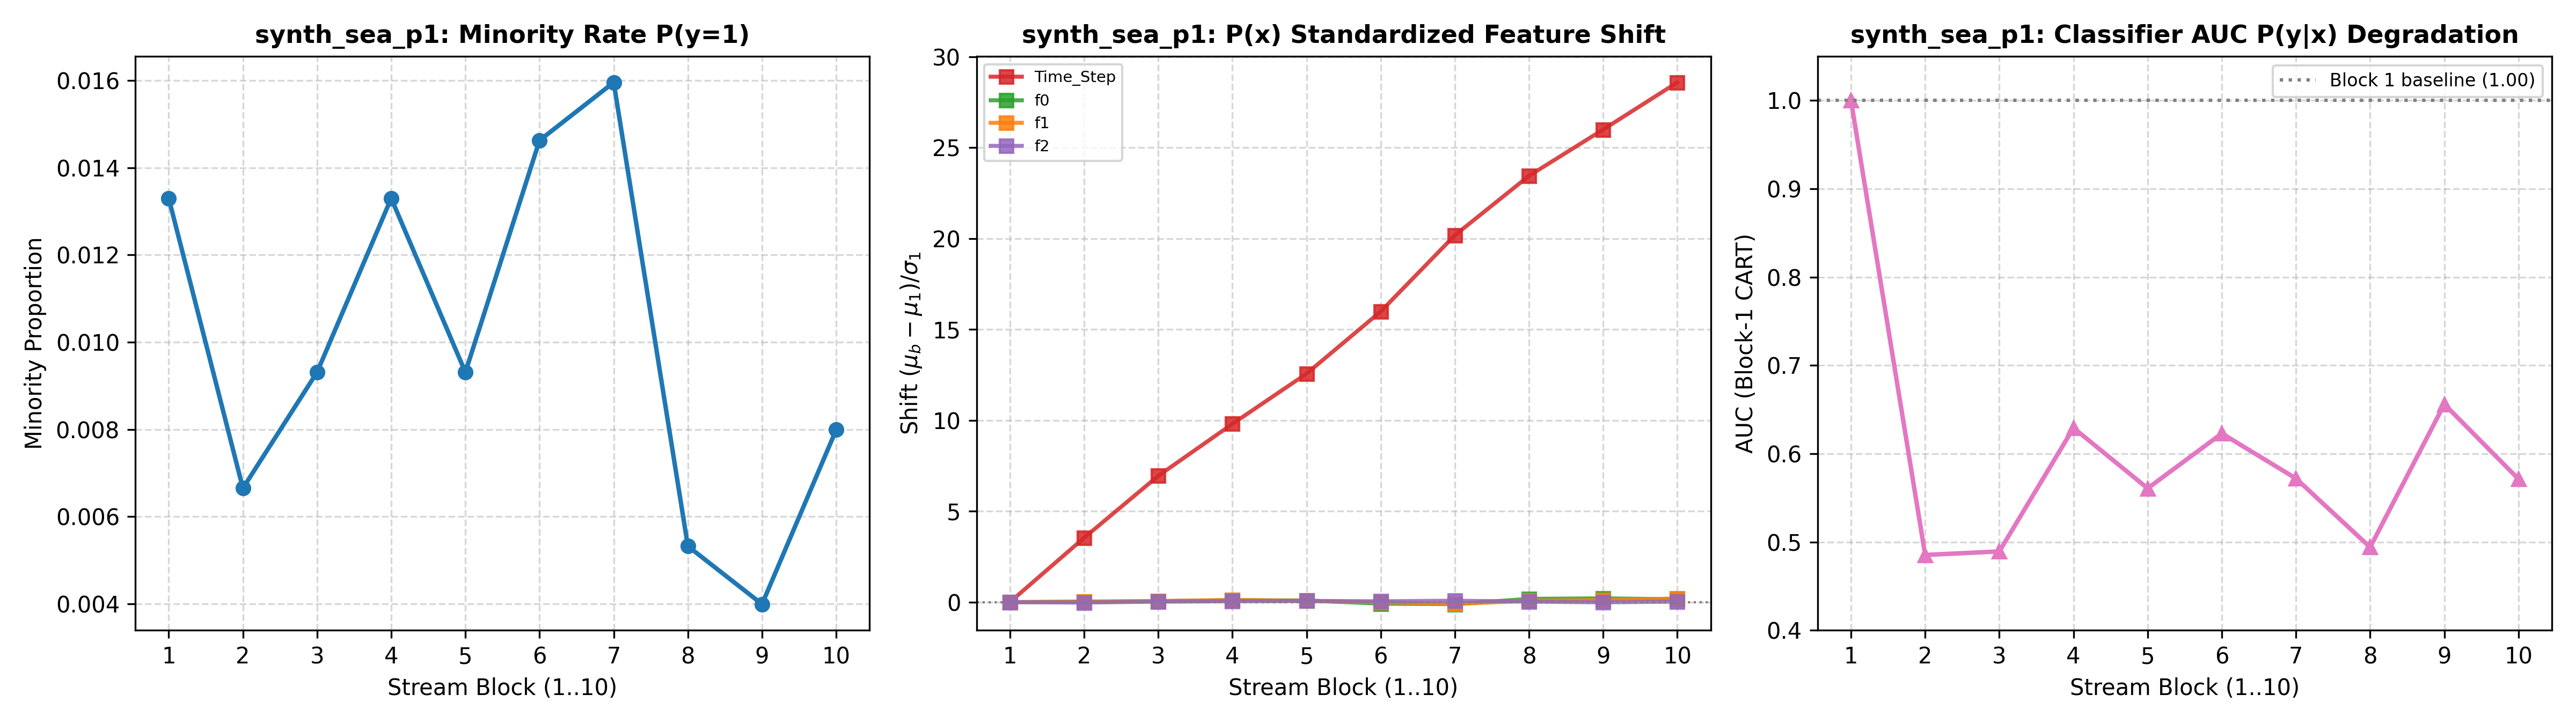 synth_sea_p1: Minority Rate P(y=1)
Minority Proportion
0.016
0.014
0.012
0.010
0.008
0.006
0.004
1 2 3 4 5 6 7 8 9 10
Stream Block (1..10)
synth_sea_p1: P(x) Standardized Feature Shift
Shift (μb − μ1)/σ1
30
25
20
15
10
5
0
Time_Step
f0
f1
f2
1 2 3 4 5 6 7 8 9 10
Stream Block (1..10)
synth_sea_p1: Classifier AUC P(y|x) Degradation
AUC (Block-1 CART)
1.0
0.9
0.8
0.7
0.6
0.5
0.4
Block 1 baseline (1.00)
1 2 3 4 5 6 7 8 9 10
Stream Block (1..10)